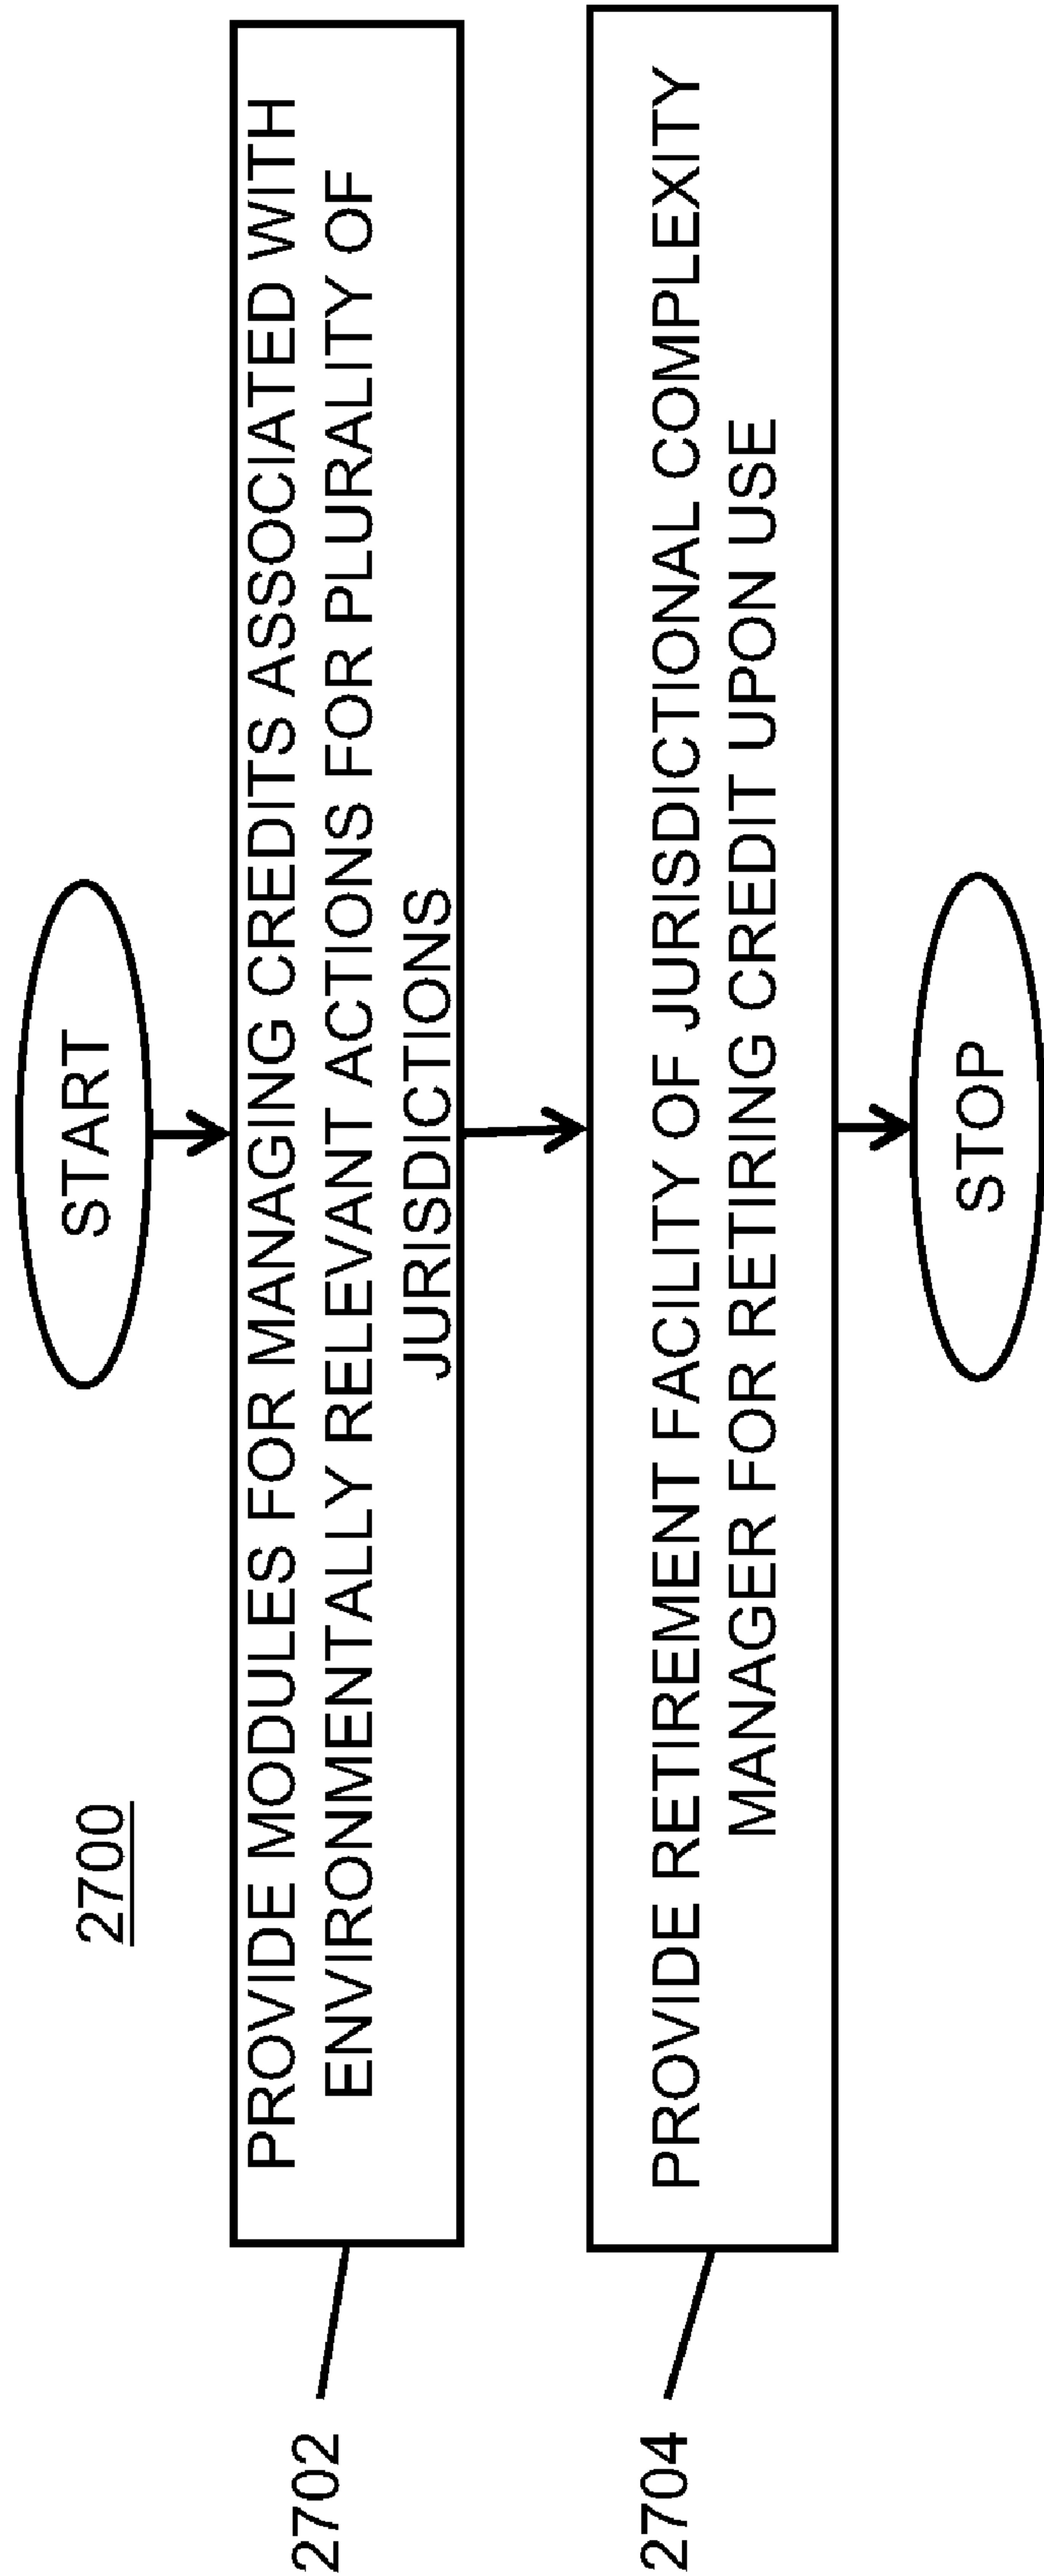 2700
START
2702
PROVIDE MODULES FOR MANAGING CREDITS ASSOCIATED WITH
ENVIRONMENTALLY RELEVANT ACTIONS FOR PLURALITY OF
JURISDICTIONS
2704
PROVIDE RETIREMENT FACILITY OF JURISDICTIONAL COMPLEXITY
MANAGER FOR RETIRING CREDIT UPON USE
STOP